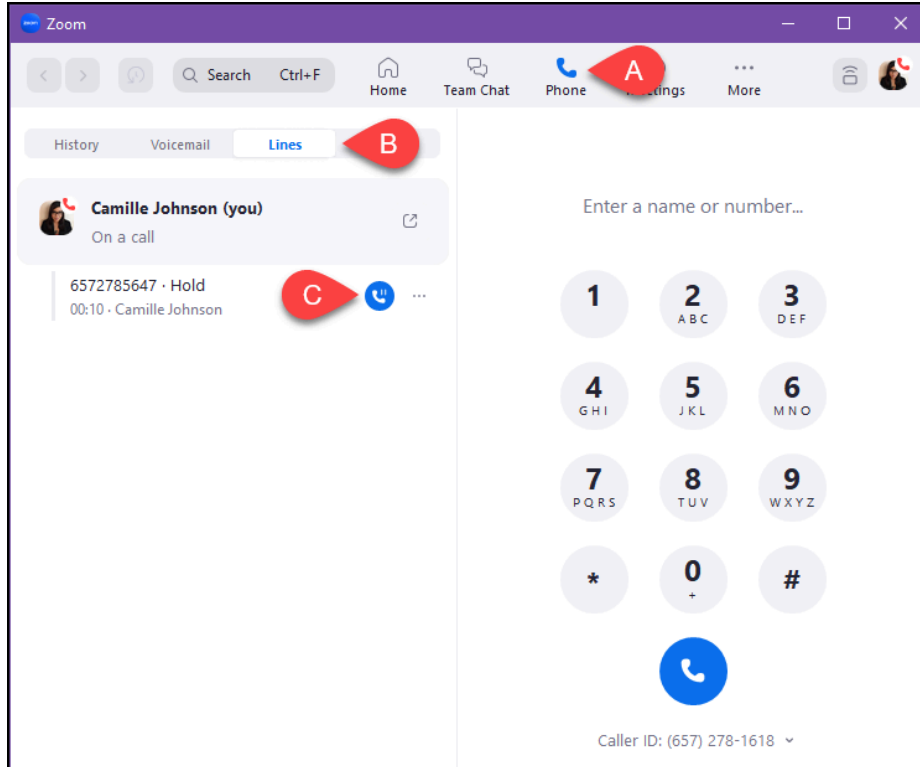 zoom Zoom
Search Ctrl+F
Home
Team Chat
Phone
A
More
History
Voicemail
Lines
B
Camille Johnson (you)
On a call
6572785647 · Hold
00:10 · Camille Johnson
C
Enter a name or number...
1
2
ABC
3
DEF
4
GHI
5
JKL
6
MNO
7
PQRS
8
TUV
9
WXYZ
*
0
+
#
Caller ID: (657) 278-1618